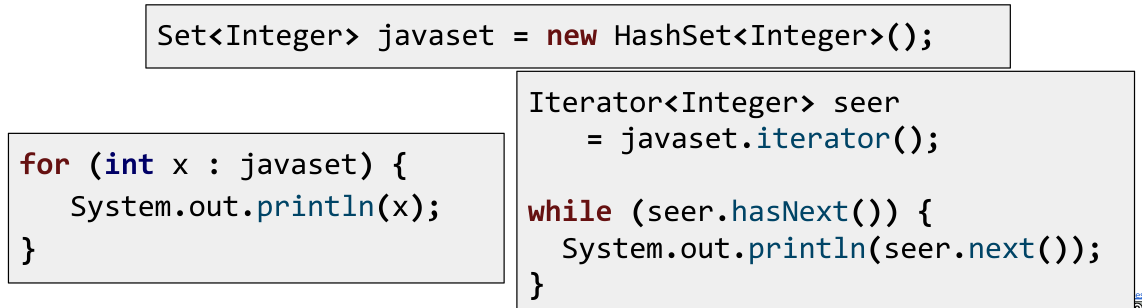 Set<Integer> javaset = new HashSet<Integer>();
for (int x : javaset) {
System.out.println(x);
}
Iterator<Integer> seer
= javaset.iterator();
while (seer.hasNext()) {
System.out.println(seer.next());
}